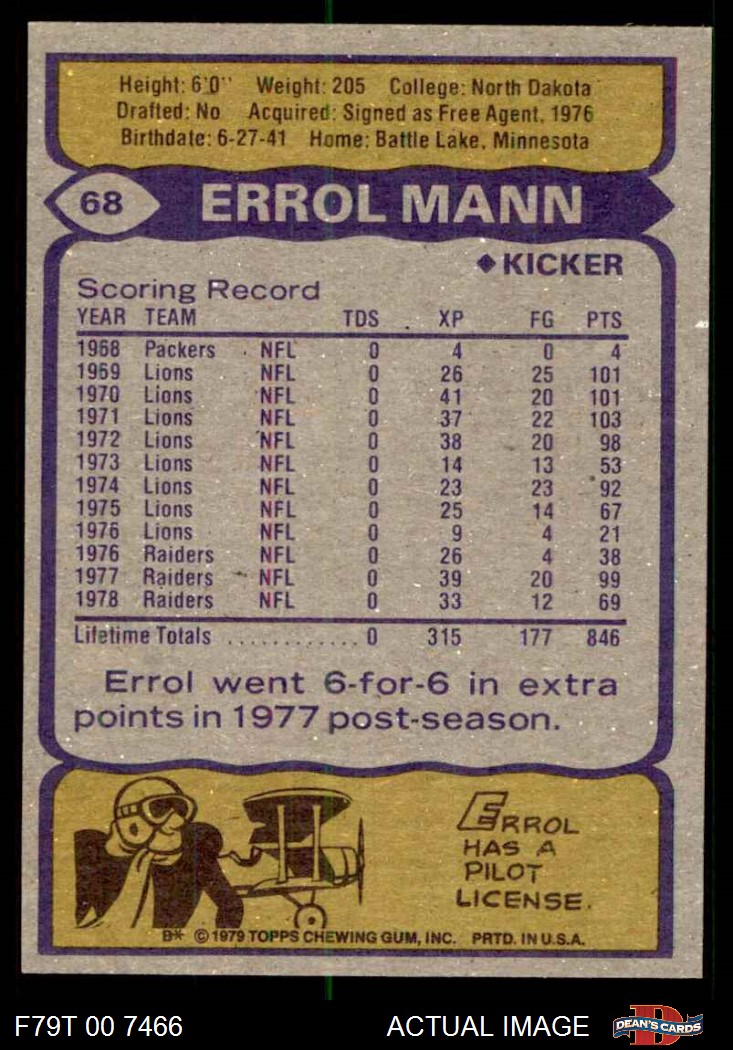 Height: 6'0" Weight: 205 College: North Dakota
Drafted: No Acquired: Signed as Free Agent, 1976
Birthdate: 6-27-41 Home: Battle Lake, Minnesota
68 ERROL MANN
◆KICKER
Scoring Record
YEAR TEAM TDS XP FG PTS
1968 Packers NFL 0 4 0 4
1969 Lions NFL 0 26 25 101
1970 Lions NFL 0 41 20 101
1971 Lions NFL 0 37 22 103
1972 Lions NFL 0 38 20 98
1973 Lions NFL 0 14 13 53
1974 Lions NFL 0 23 23 92
1975 Lions NFL 0 25 14 67
1976 Lions NFL 0 9 4 21
1976 Raiders NFL 0 26 4 38
1977 Raiders NFL 0 39 20 99
1978 Raiders NFL 0 33 12 69
Lifetime Totals ............ 0 315 177 846
Errol went 6-for-6 in extra
points in 1977 post-season.
ERROL
HAS A
PILOT
LICENSE.
B* © 1979 TOPPS CHEWING GUM, INC. PRTD. IN U.S.A.
F79T 00 7466 ACTUAL IMAGE D DEAN'S CARDS